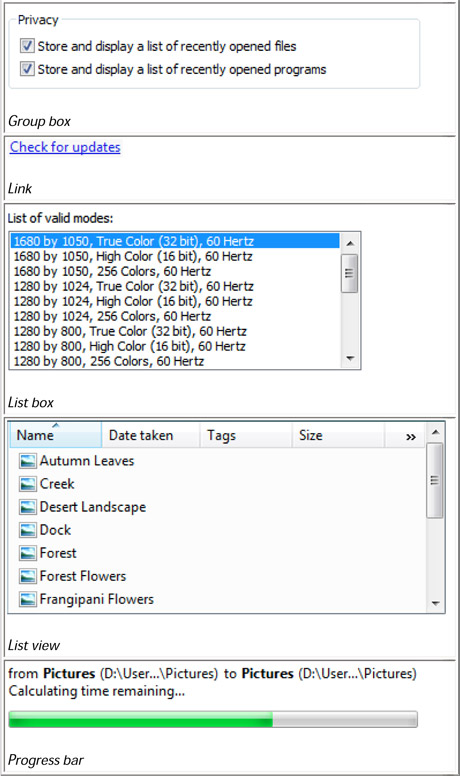 Privacy
Store and display a list of recently opened files
Store and display a list of recently opened programs
Group box
Check for updates
Link
List of valid modes:
1680 by 1050, True Color (32 bit), 60 Hertz
1680 by 1050, High Color (16 bit), 60 Hertz
1680 by 1050, 256 Colors, 60 Hertz
1280 by 1024, True Color (32 bit), 60 Hertz
1280 by 1024, High Color (16 bit), 60 Hertz
1280 by 1024, 256 Colors, 60 Hertz
1280 by 800, True Color (32 bit), 60 Hertz
1280 by 800, High Color (16 bit), 60 Hertz
1280 by 800, 256 Colors, 60 Hertz
List box
Name Date taken Tags Size »
Autumn Leaves
Creek
Desert Landscape
Dock
Forest
Forest Flowers
Frangipani Flowers
List view
from Pictures (D:\User...\Pictures) to Pictures (D:\User...\Pictures)
Calculating time remaining...
Progress bar